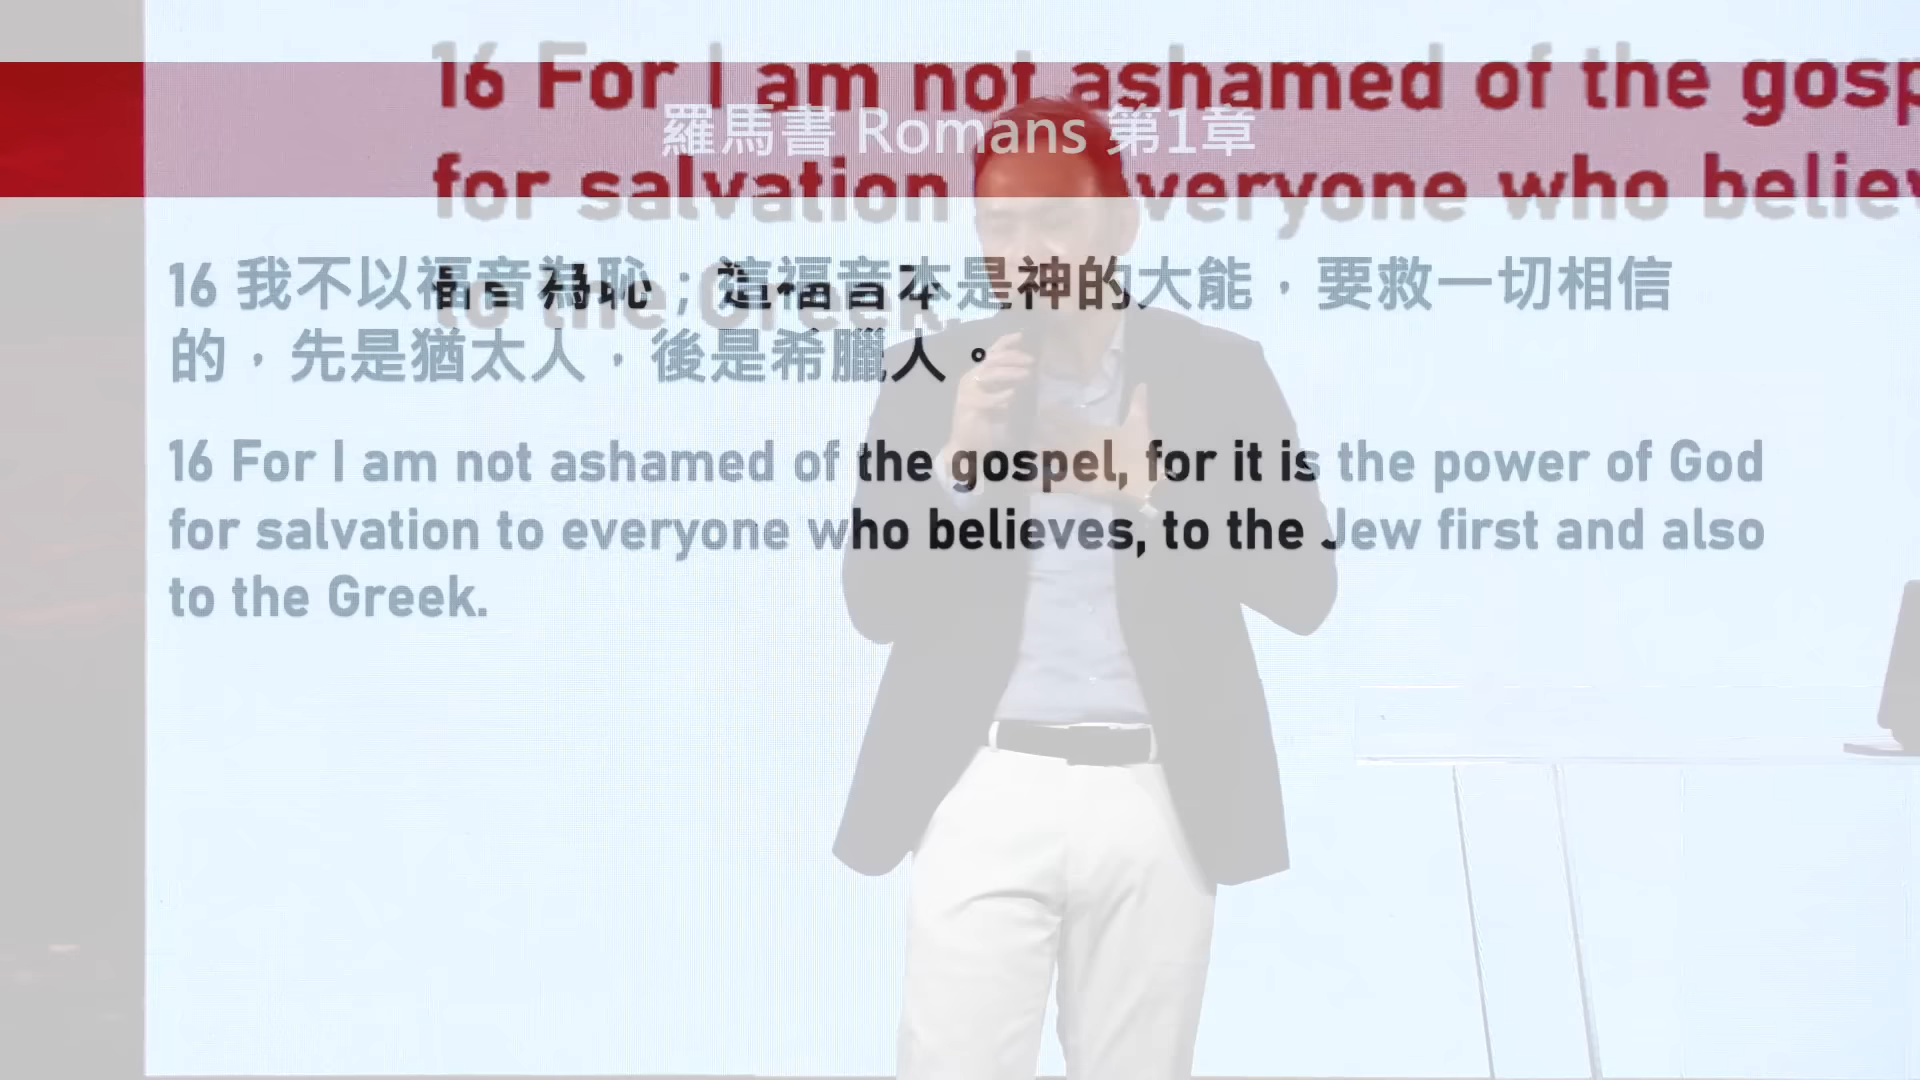 16 For I am not ashamed of the gosp
羅馬書 Romans 第1章
for salvation everyone who believ
to the Greek.
16 我不以福音為恥；這福音本是神的大能，要救一切相信
的，先是猶太人，後是希臘人。
16 For I am not ashamed of the gospel, for it is the power of God
for salvation to everyone who believes, to the Jew first and also
to the Greek.